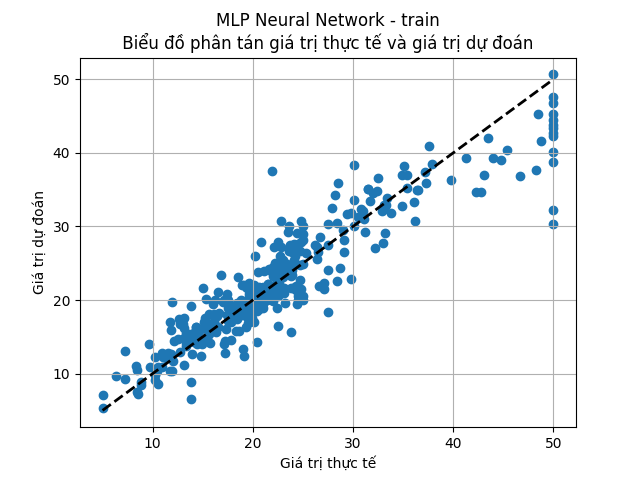 MLP Neural Network - train
Biểu đồ phân tán giá trị thực tế và giá trị dự đoán
50
40
30
20
10
Giá trị dự đoán
10 20 30 40 50
Giá trị thực tế